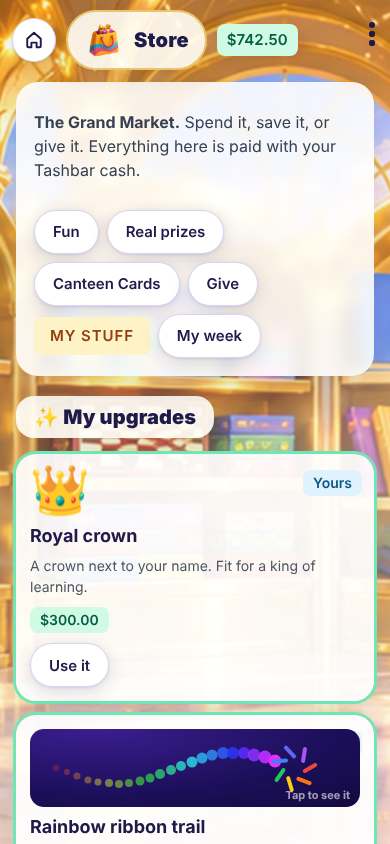 Store
$742.50
The Grand Market. Spend it, save it, or
give it. Everything here is paid with your
Tashbar cash.
Fun
Real prizes
Canteen Cards
Give
MY STUFF
My week
✨ My upgrades
Yours
Royal crown
A crown next to your name. Fit for a king of
learning.
$300.00
Use it
Tap to see it
Rainbow ribbon trail